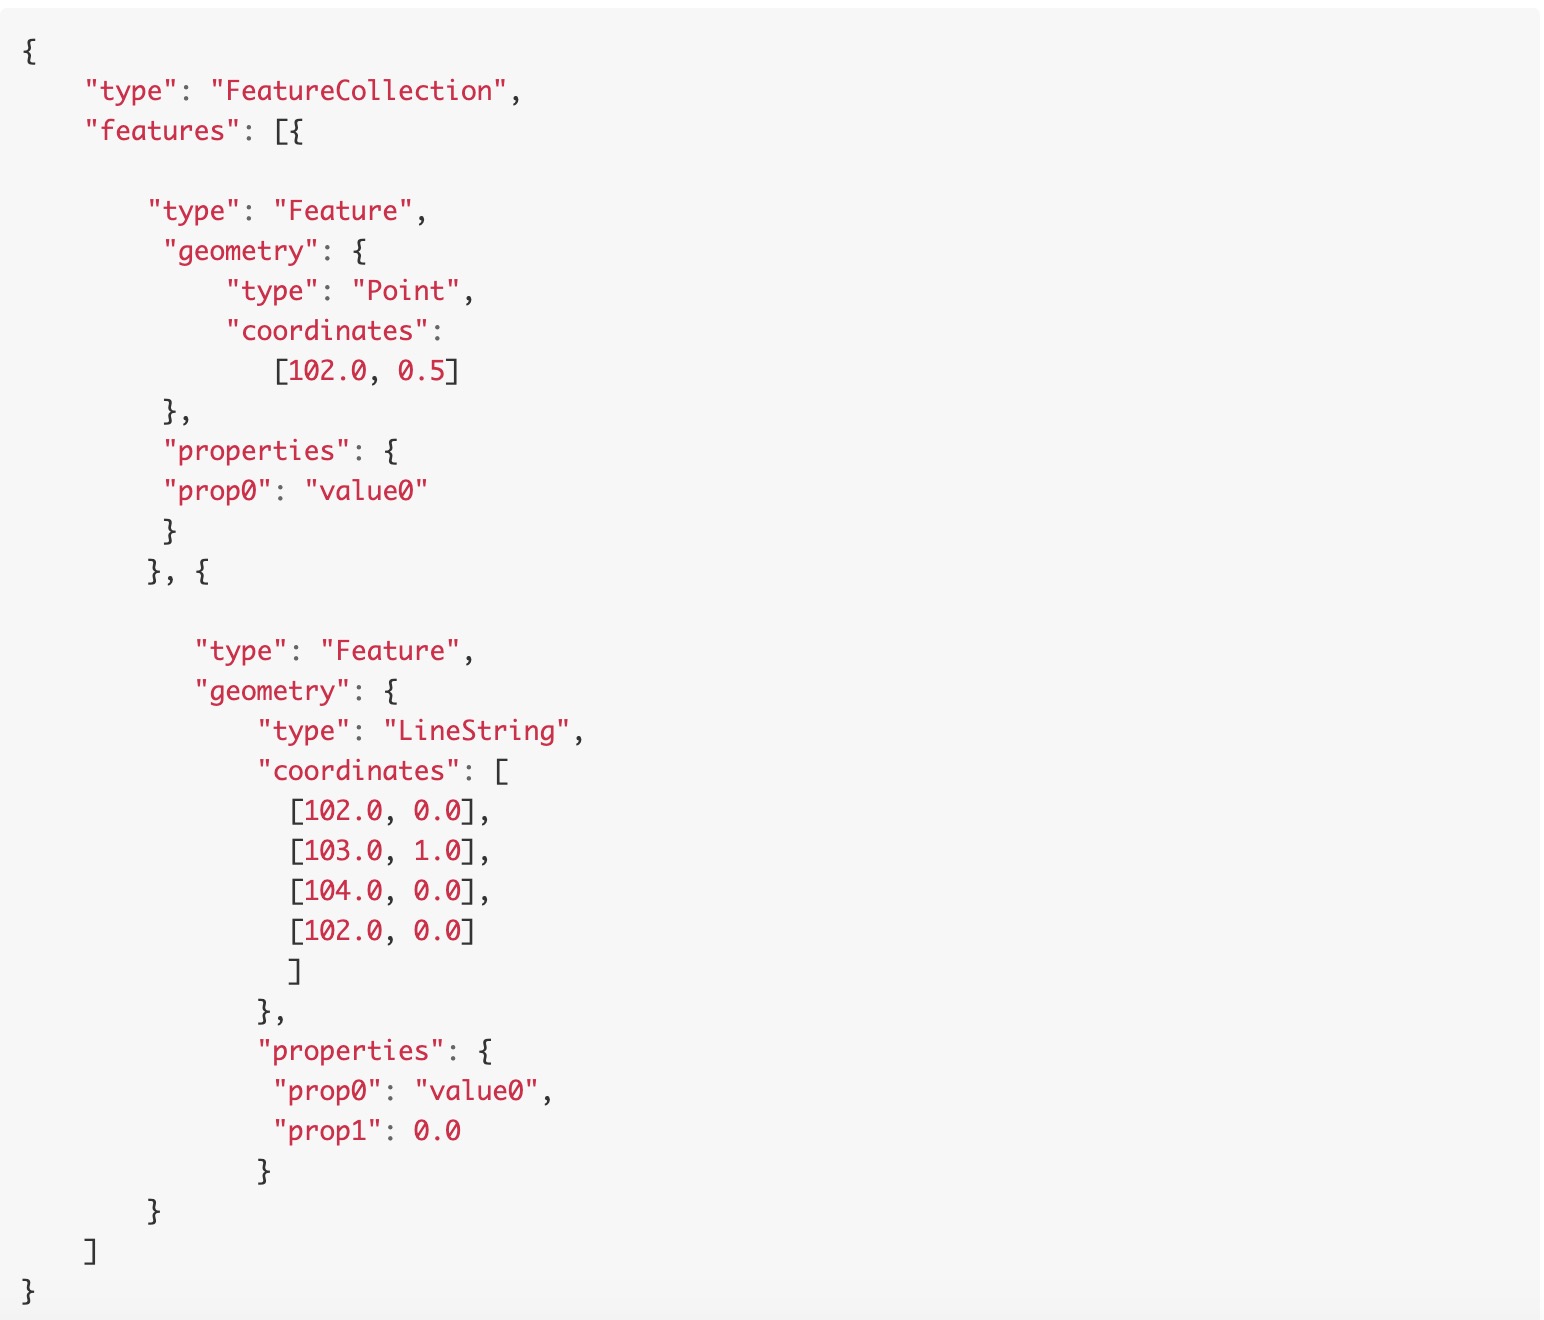 {
    "type": "FeatureCollection",
    "features": [{

        "type": "Feature",
         "geometry": {
             "type": "Point",
             "coordinates":
                [102.0, 0.5]
         },
         "properties": {
         "prop0": "value0"
         }
        }, {

           "type": "Feature",
           "geometry": {
               "type": "LineString",
               "coordinates": [
                 [102.0, 0.0],
                 [103.0, 1.0],
                 [104.0, 0.0],
                 [102.0, 0.0]
                 ]
               },
               "properties": {
                "prop0": "value0",
                "prop1": 0.0
               }
        }
    ]
}